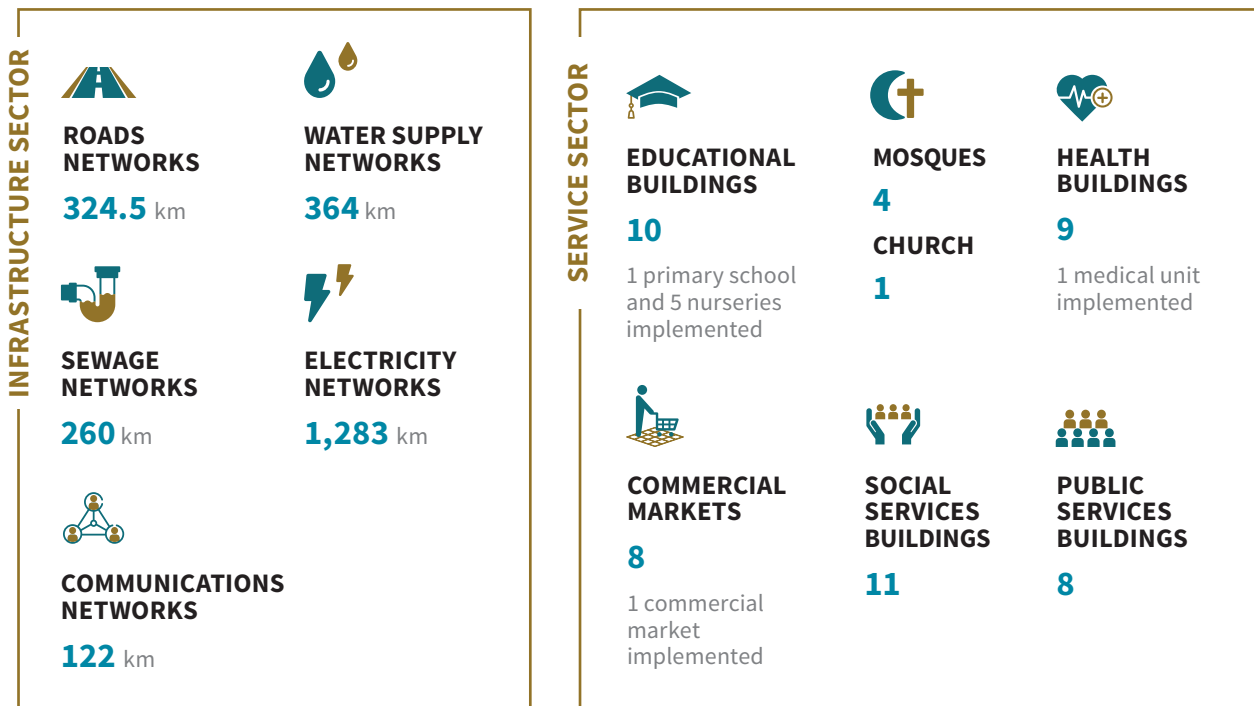 INFRASTRUCTURE SECTOR
ROADS
NETWORKS
324.5 km
WATER SUPPLY
NETWORKS
364 km
SEWAGE
NETWORKS
260 km
ELECTRICITY
NETWORKS
1,283 km
COMMUNICATIONS
NETWORKS
122 km
SERVICE SECTOR
EDUCATIONAL
BUILDINGS
10
1 primary school
and 5 nurseries
implemented
MOSQUES
4
CHURCH
1
HEALTH
BUILDINGS
9
1 medical unit
implemented
COMMERCIAL
MARKETS
8
1 commercial
market
implemented
SOCIAL
SERVICES
BUILDINGS
11
PUBLIC
SERVICES
BUILDINGS
8